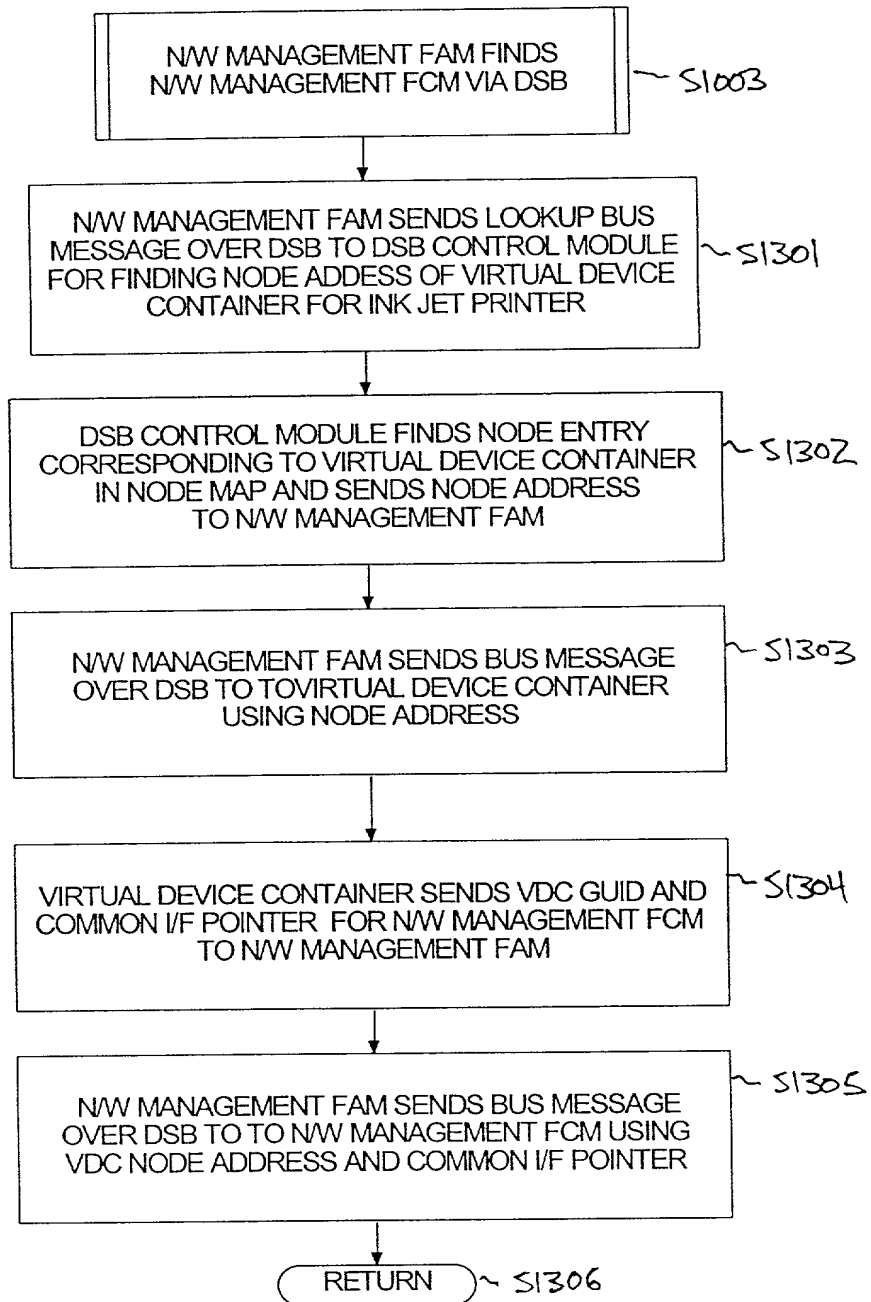 N/W MANAGEMENT FAM FINDS
N/W MANAGEMENT FCM VIA DSB
S1003
N/W MANAGEMENT FAM SENDS LOOKUP BUS
MESSAGE OVER DSB TO DSB CONTROL MODULE
FOR FINDING NODE ADDESS OF VIRTUAL DEVICE
CONTAINER FOR INK JET PRINTER
S1301
DSB CONTROL MODULE FINDS NODE ENTRY
CORRESPONDING TO VIRTUAL DEVICE CONTAINER
IN NODE MAP AND SENDS NODE ADDRESS
TO N/W MANAGEMENT FAM
S1302
N/W MANAGEMENT FAM SENDS BUS MESSAGE
OVER DSB TO TOVIRTUAL DEVICE CONTAINER
USING NODE ADDRESS
S1303
VIRTUAL DEVICE CONTAINER SENDS VDC GUID AND
COMMON I/F POINTER FOR N/W MANAGEMENT FCM
TO N/W MANAGEMENT FAM
S1304
N/W MANAGEMENT FAM SENDS BUS MESSAGE
OVER DSB TO TO N/W MANAGEMENT FCM USING
VDC NODE ADDRESS AND COMMON I/F POINTER
S1305
RETURN
S1306